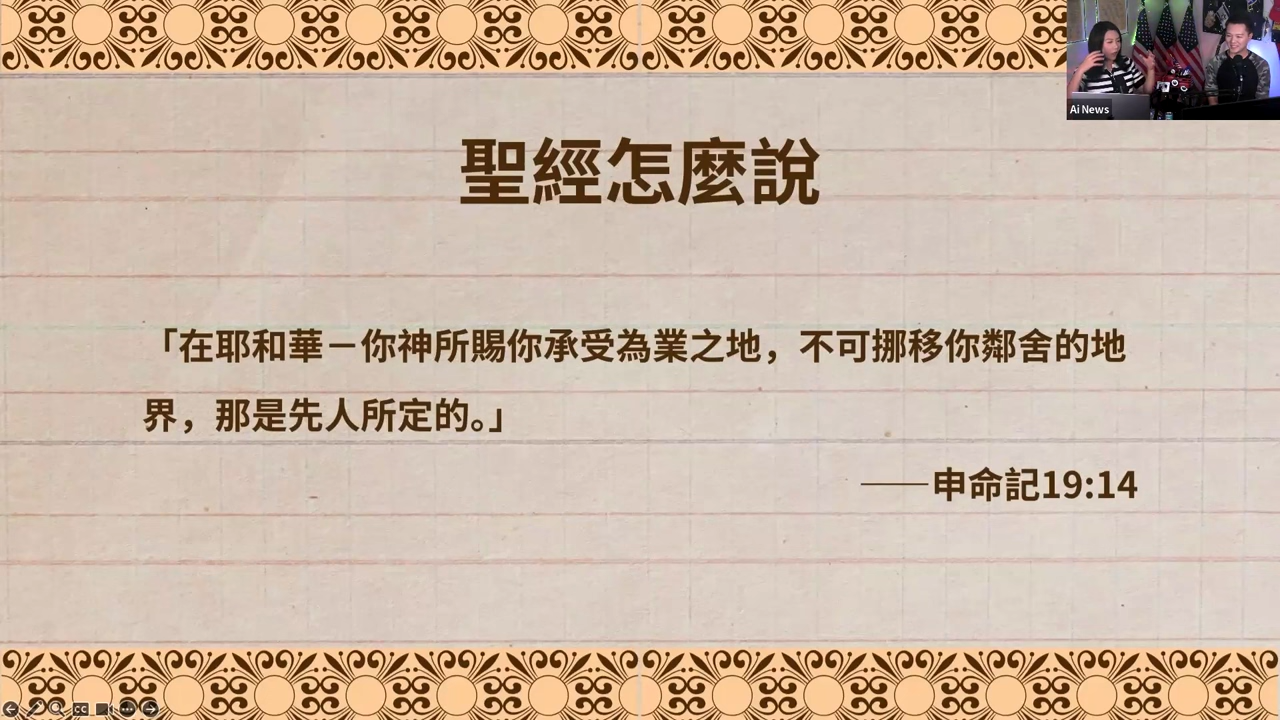 聖經怎麼說
「在耶和華－你神所賜你承受為業之地，不可挪移你鄰舍的地
界，那是先人所定的。」
——申命記19:14
Ai News